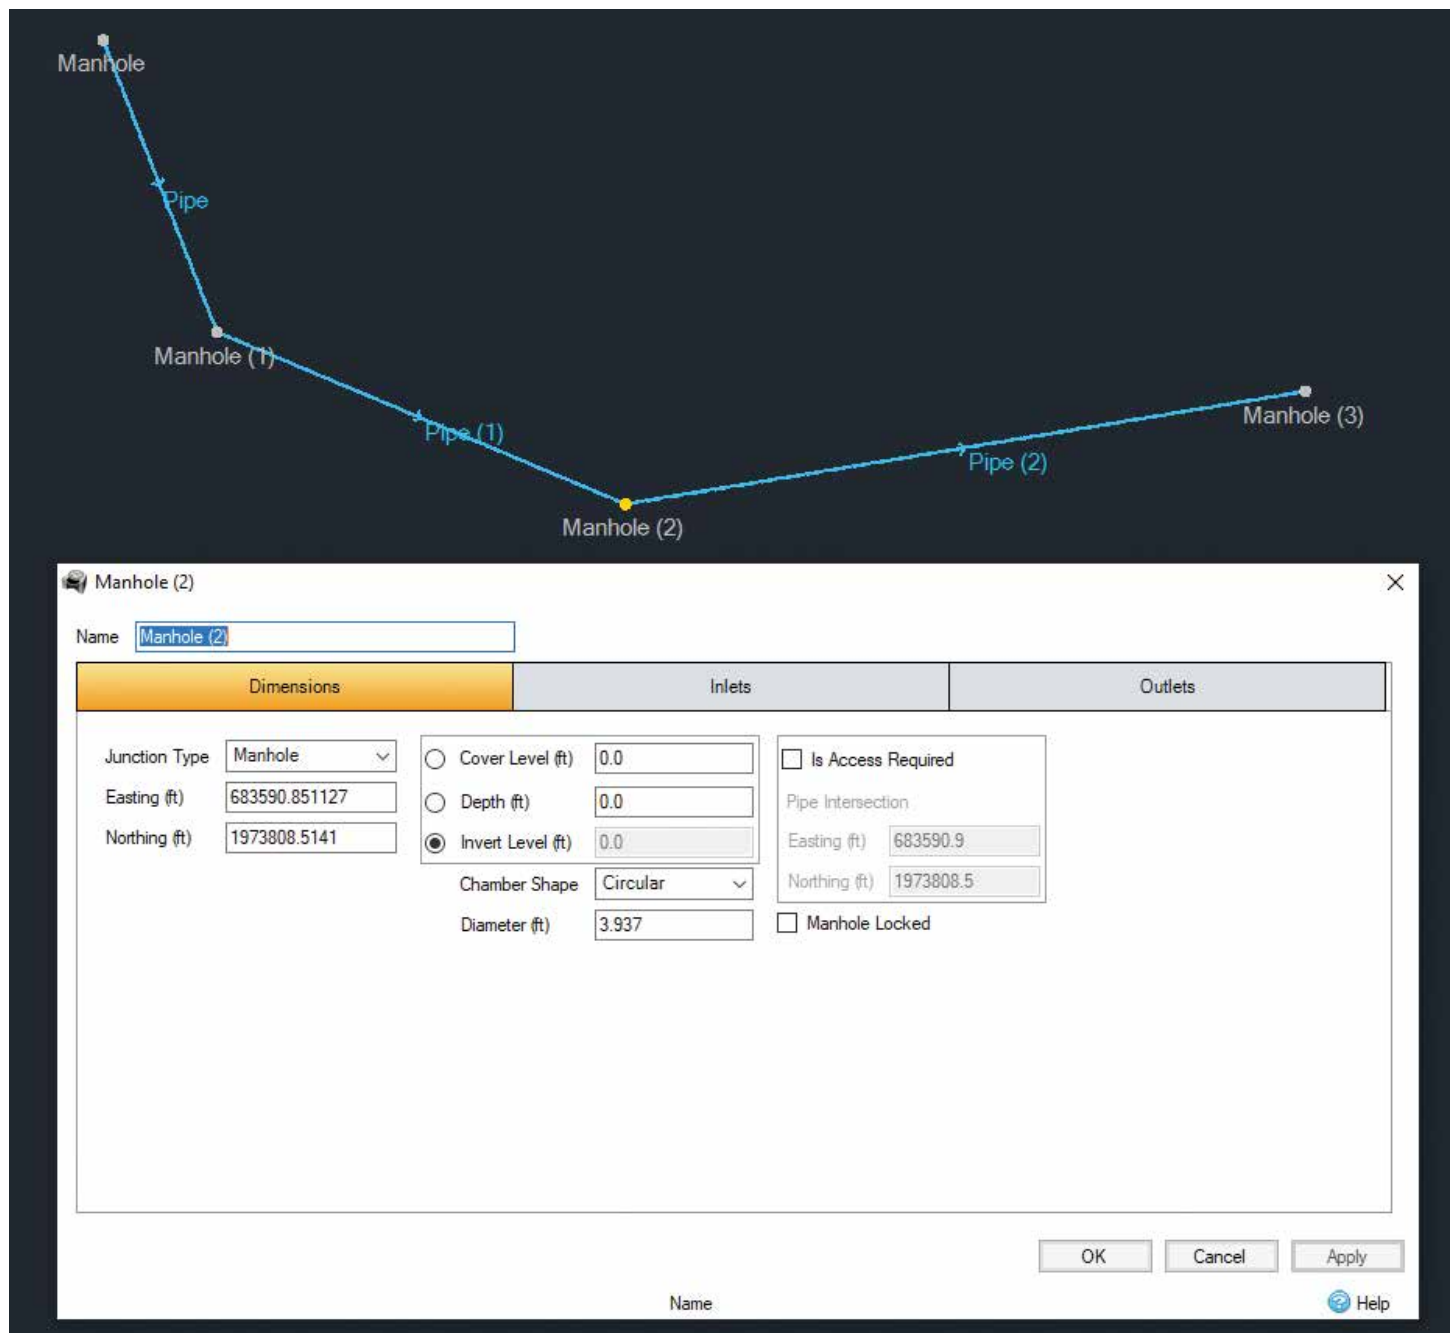 Manhole
Pipe
Manhole (1)
Pipe (1)
Manhole (3)
Pipe (2)
Manhole (2)
Manhole (2)
Name Manhole (2)
Dimensions Inlets Outlets
Junction Type Manhole Cover Level (ft) 0.0 Is Access Required
Easting (ft) 683590.851127 Depth (ft) 0.0 Pipe Intersection
Northing (ft) 1973808.5141 Invert Level (ft) 0.0 Easting (ft) 683590.9
Chamber Shape Circular Northing (ft) 1973808.5
Diameter (ft) 3.937 Manhole Locked
OK Cancel Apply
Name Help